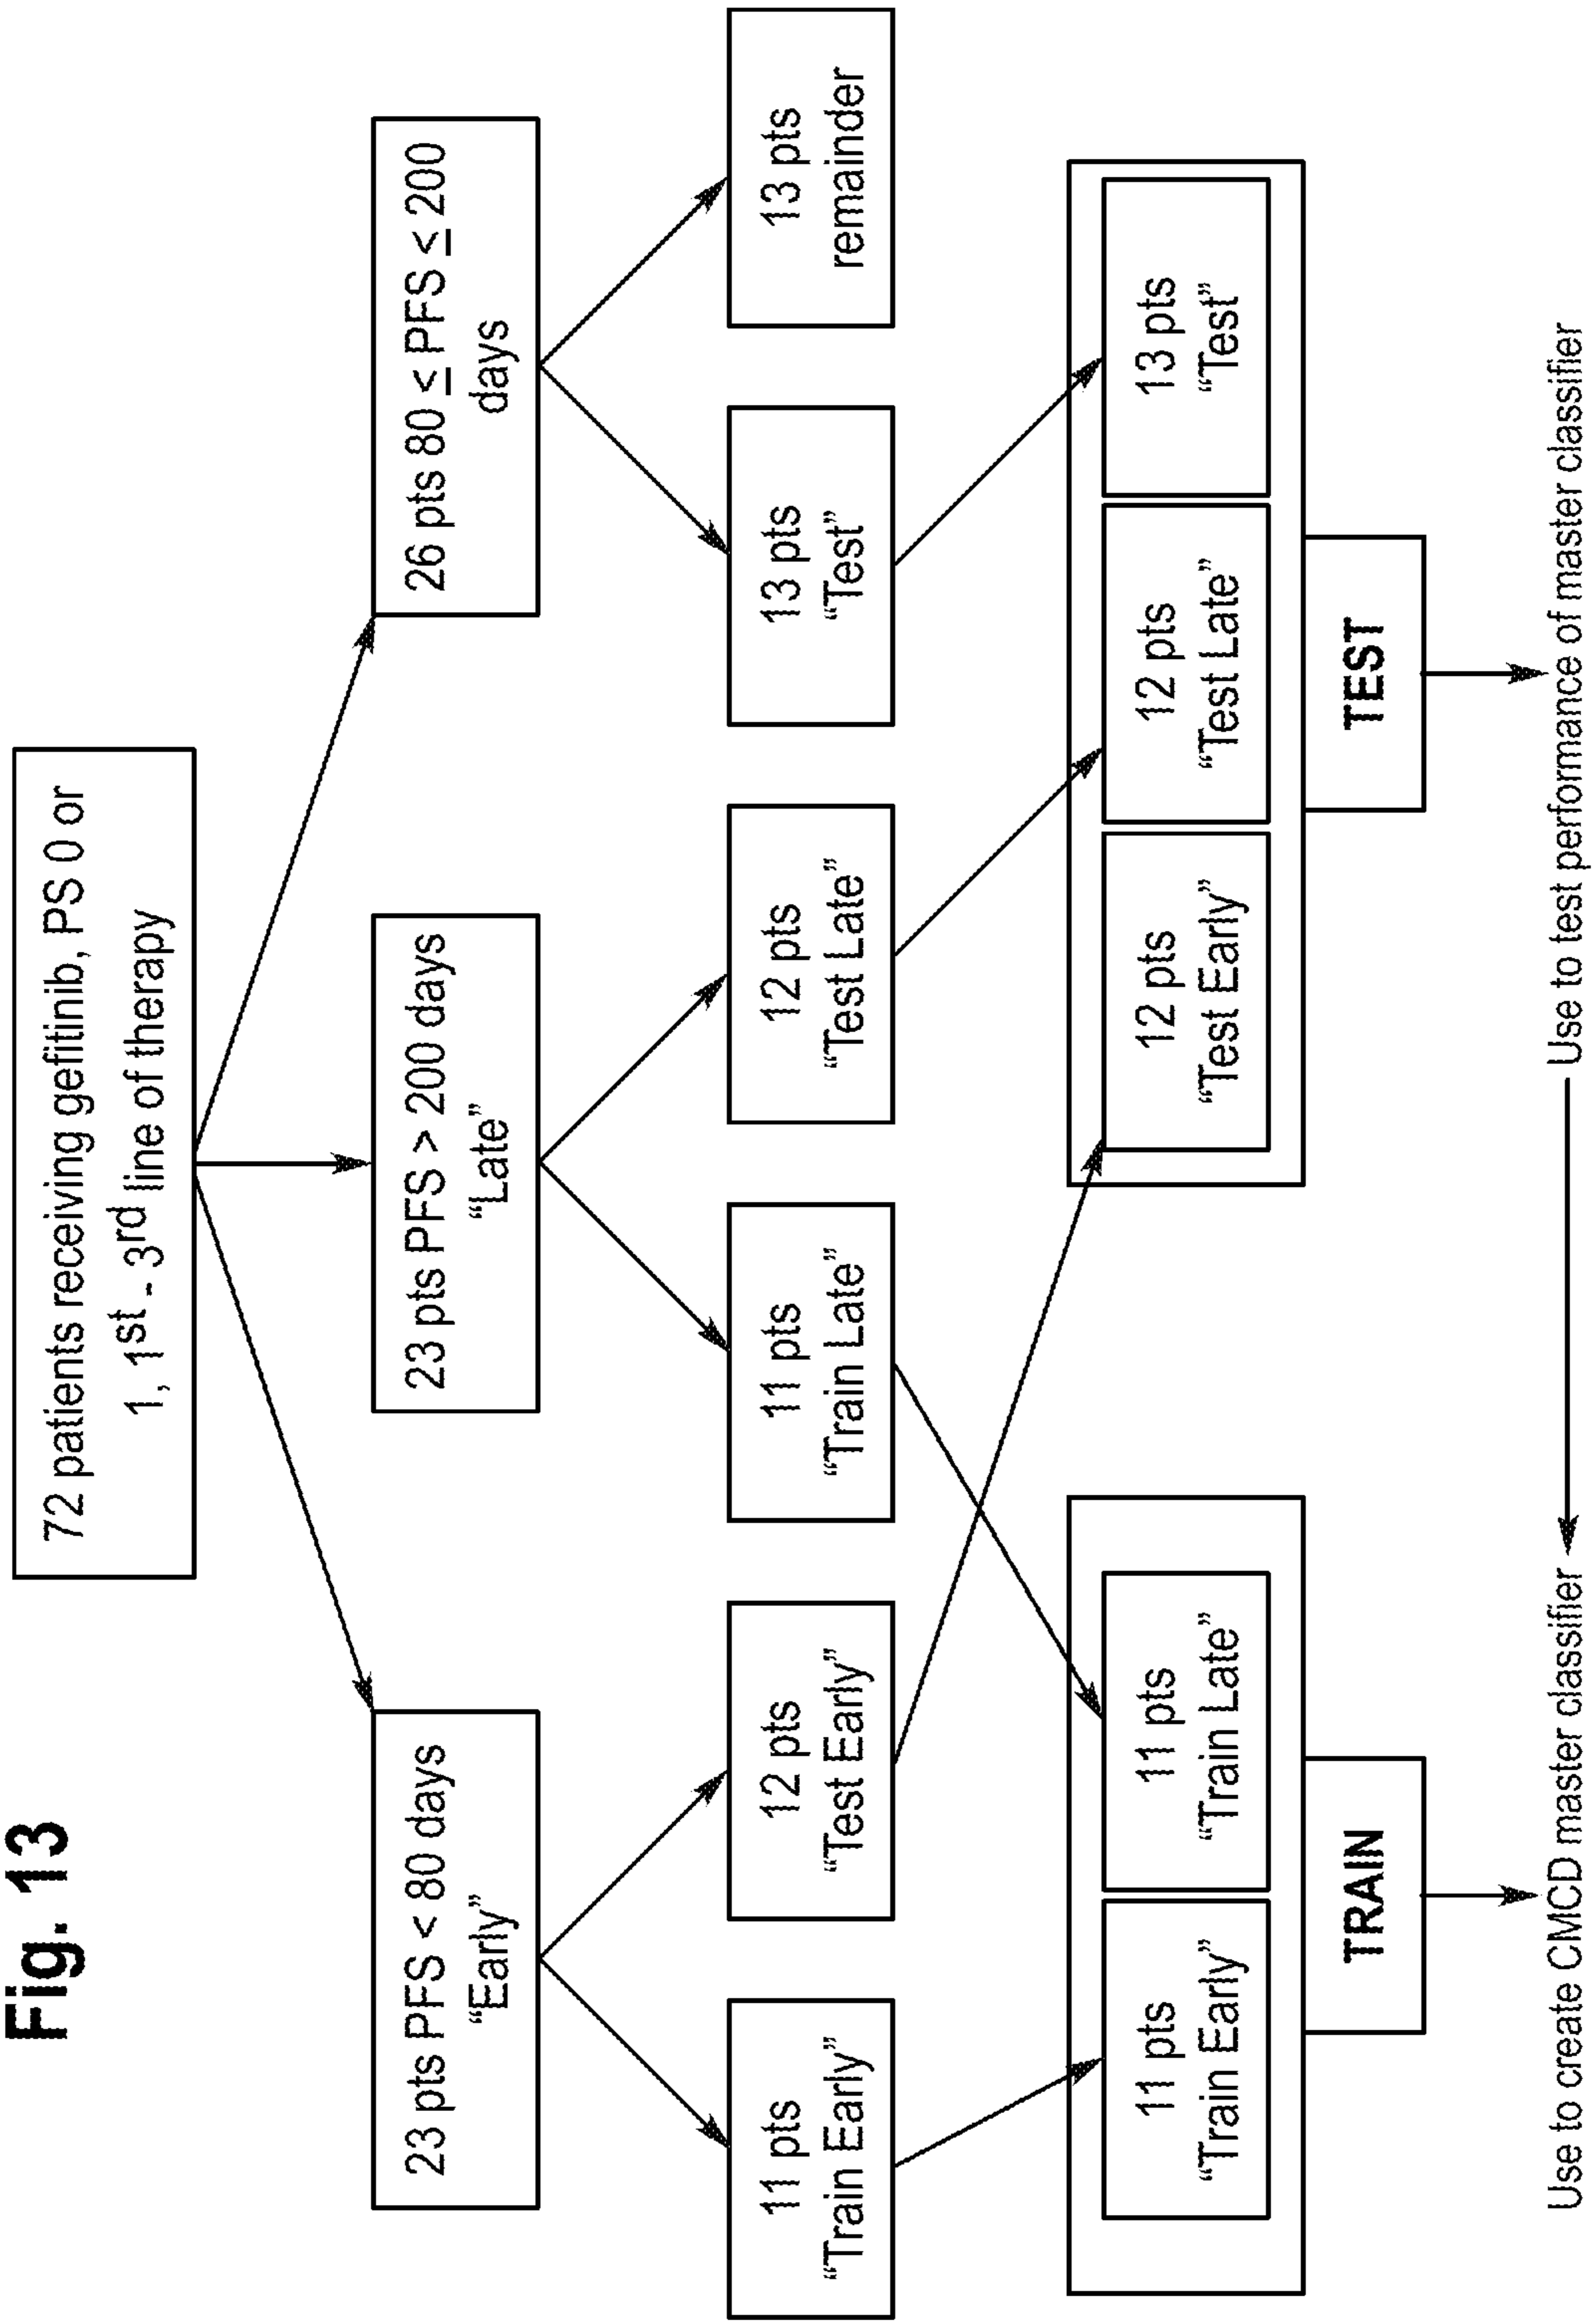 Fig. 13
72 patients receiving gefitinib, PS 0 or
1, 1st - 3rd line of therapy
23 pts PFS < 80 days
“Early”
23 pts PFS > 200 days
“Late”
26 pts 80 ≤ PFS ≤ 200
days
11 pts
“Train Early”
12 pts
“Test Early”
11 pts
“Train Late”
12 pts
“Test Late”
13 pts
“Test”
13 pts
remainder
11 pts
“Train Early”
11 pts
“Train Late”
12 pts
“Test Early”
12 pts
“Test Late”
13 pts
“Test”
TRAIN
TEST
Use to create CMCD master classifier
Use to test performance of master classifier